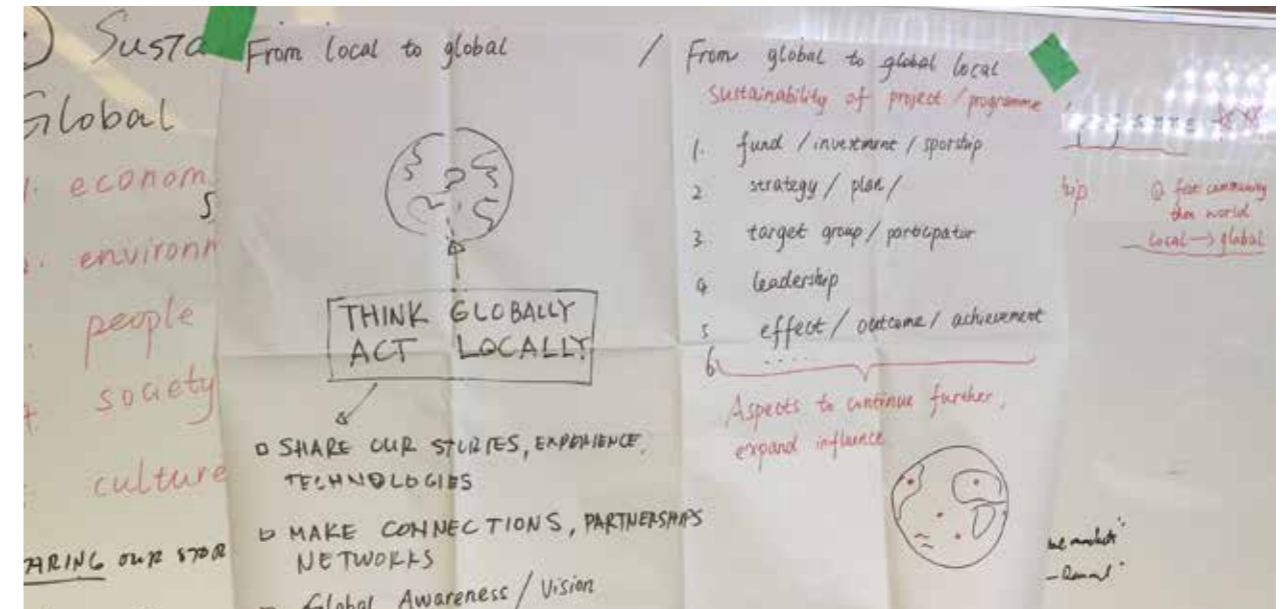 Susta
Global
1. econom
environm
people
society
culture
ARING OUR STOR
From local to global /
THINK GLOBALLY
ACT LOCALLY
□ SHARE OUR STORIES, EXPERIENCE,
TECHNOLOGIES
□ MAKE CONNECTIONS, PARTNERSHIPS
NETWORKS
Global Awareness / Vision
From global to global local
Sustainability of project / programme
1. fund / investment / sporship
2 strategy / plan /
3. target group / participator
4 leadership
5 effect / outcome / achievement
6 ....
Aspects to continue further,
expand influence
hip
first community
then world
local → global